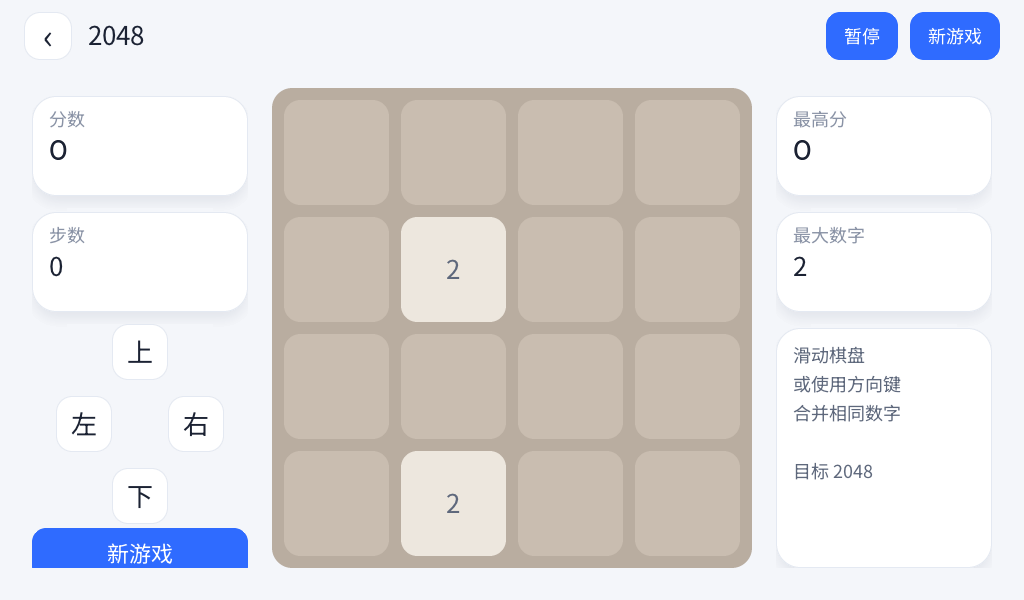 ‹
2048
暂停
新游戏
分数
0
步数
0
上
左
右
下
新游戏
2
2
最高分
0
最大数字
2
滑动棋盘
或使用方向键
合并相同数字
目标 2048